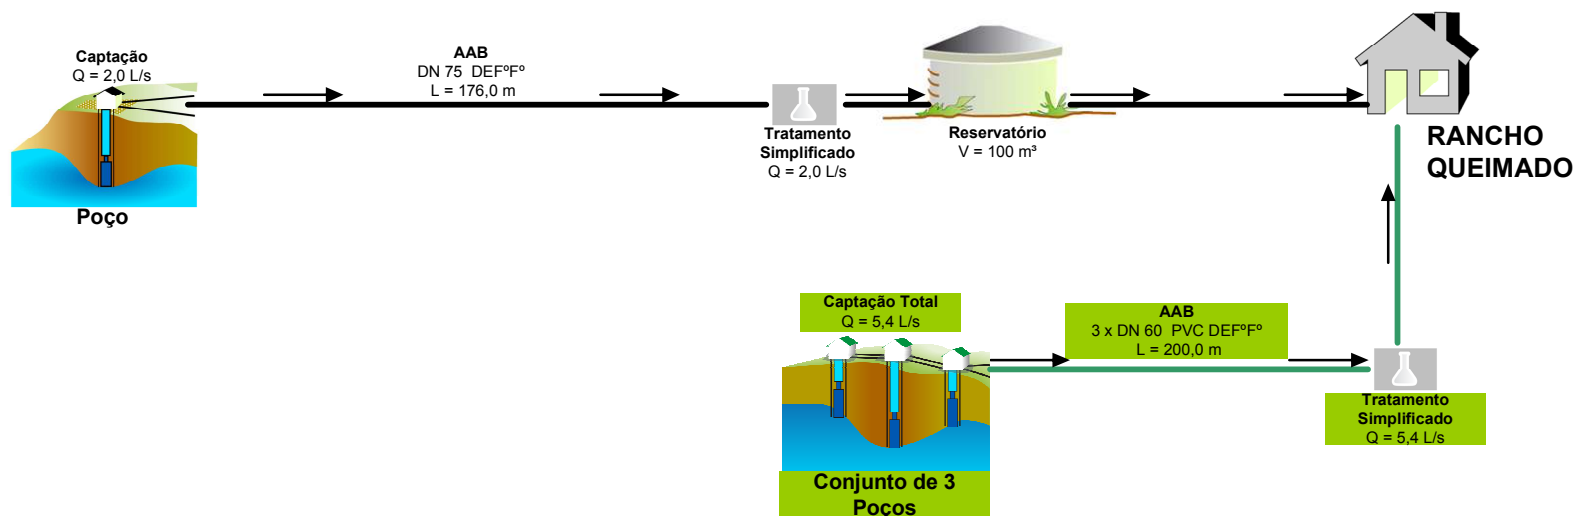 Captação
Q = 2,0 L/s
Poço
AAB
DN 75  DEFºFº
L = 176,0 m
Tratamento
Simplificado
Q = 2,0 L/s
Reservatório
V = 100 m³
RANCHO
QUEIMADO
Captação Total
Q = 5,4 L/s
Conjunto de 3
Poços
AAB
3 x DN 60  PVC DEFºFº
L = 200,0 m
Tratamento
Simplificado
Q = 5,4 L/s